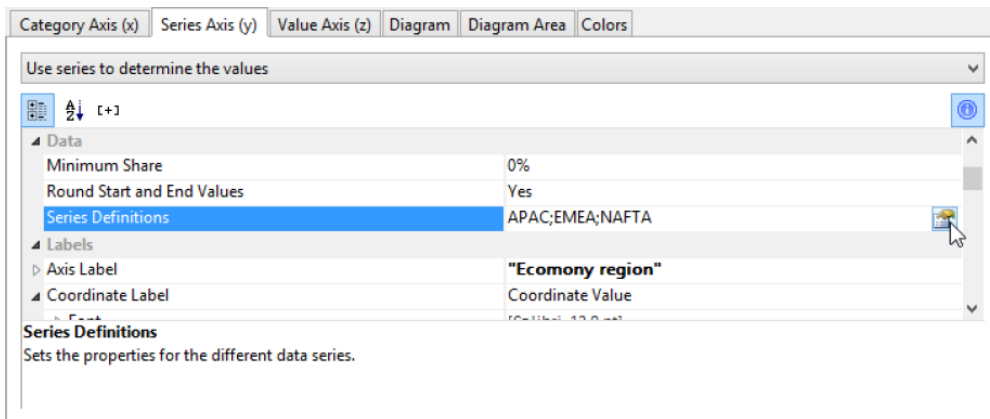 Category Axis (x) Series Axis (y) Value Axis (z) Diagram Diagram Area Colors
Use series to determine the values
A Z [+]
Data
Minimum Share 0%
Round Start and End Values Yes
Series Definitions APAC;EMEA;NAFTA
Labels
Axis Label "Ecomony region"
Coordinate Label Coordinate Value
Series Definitions
Sets the properties for the different data series.